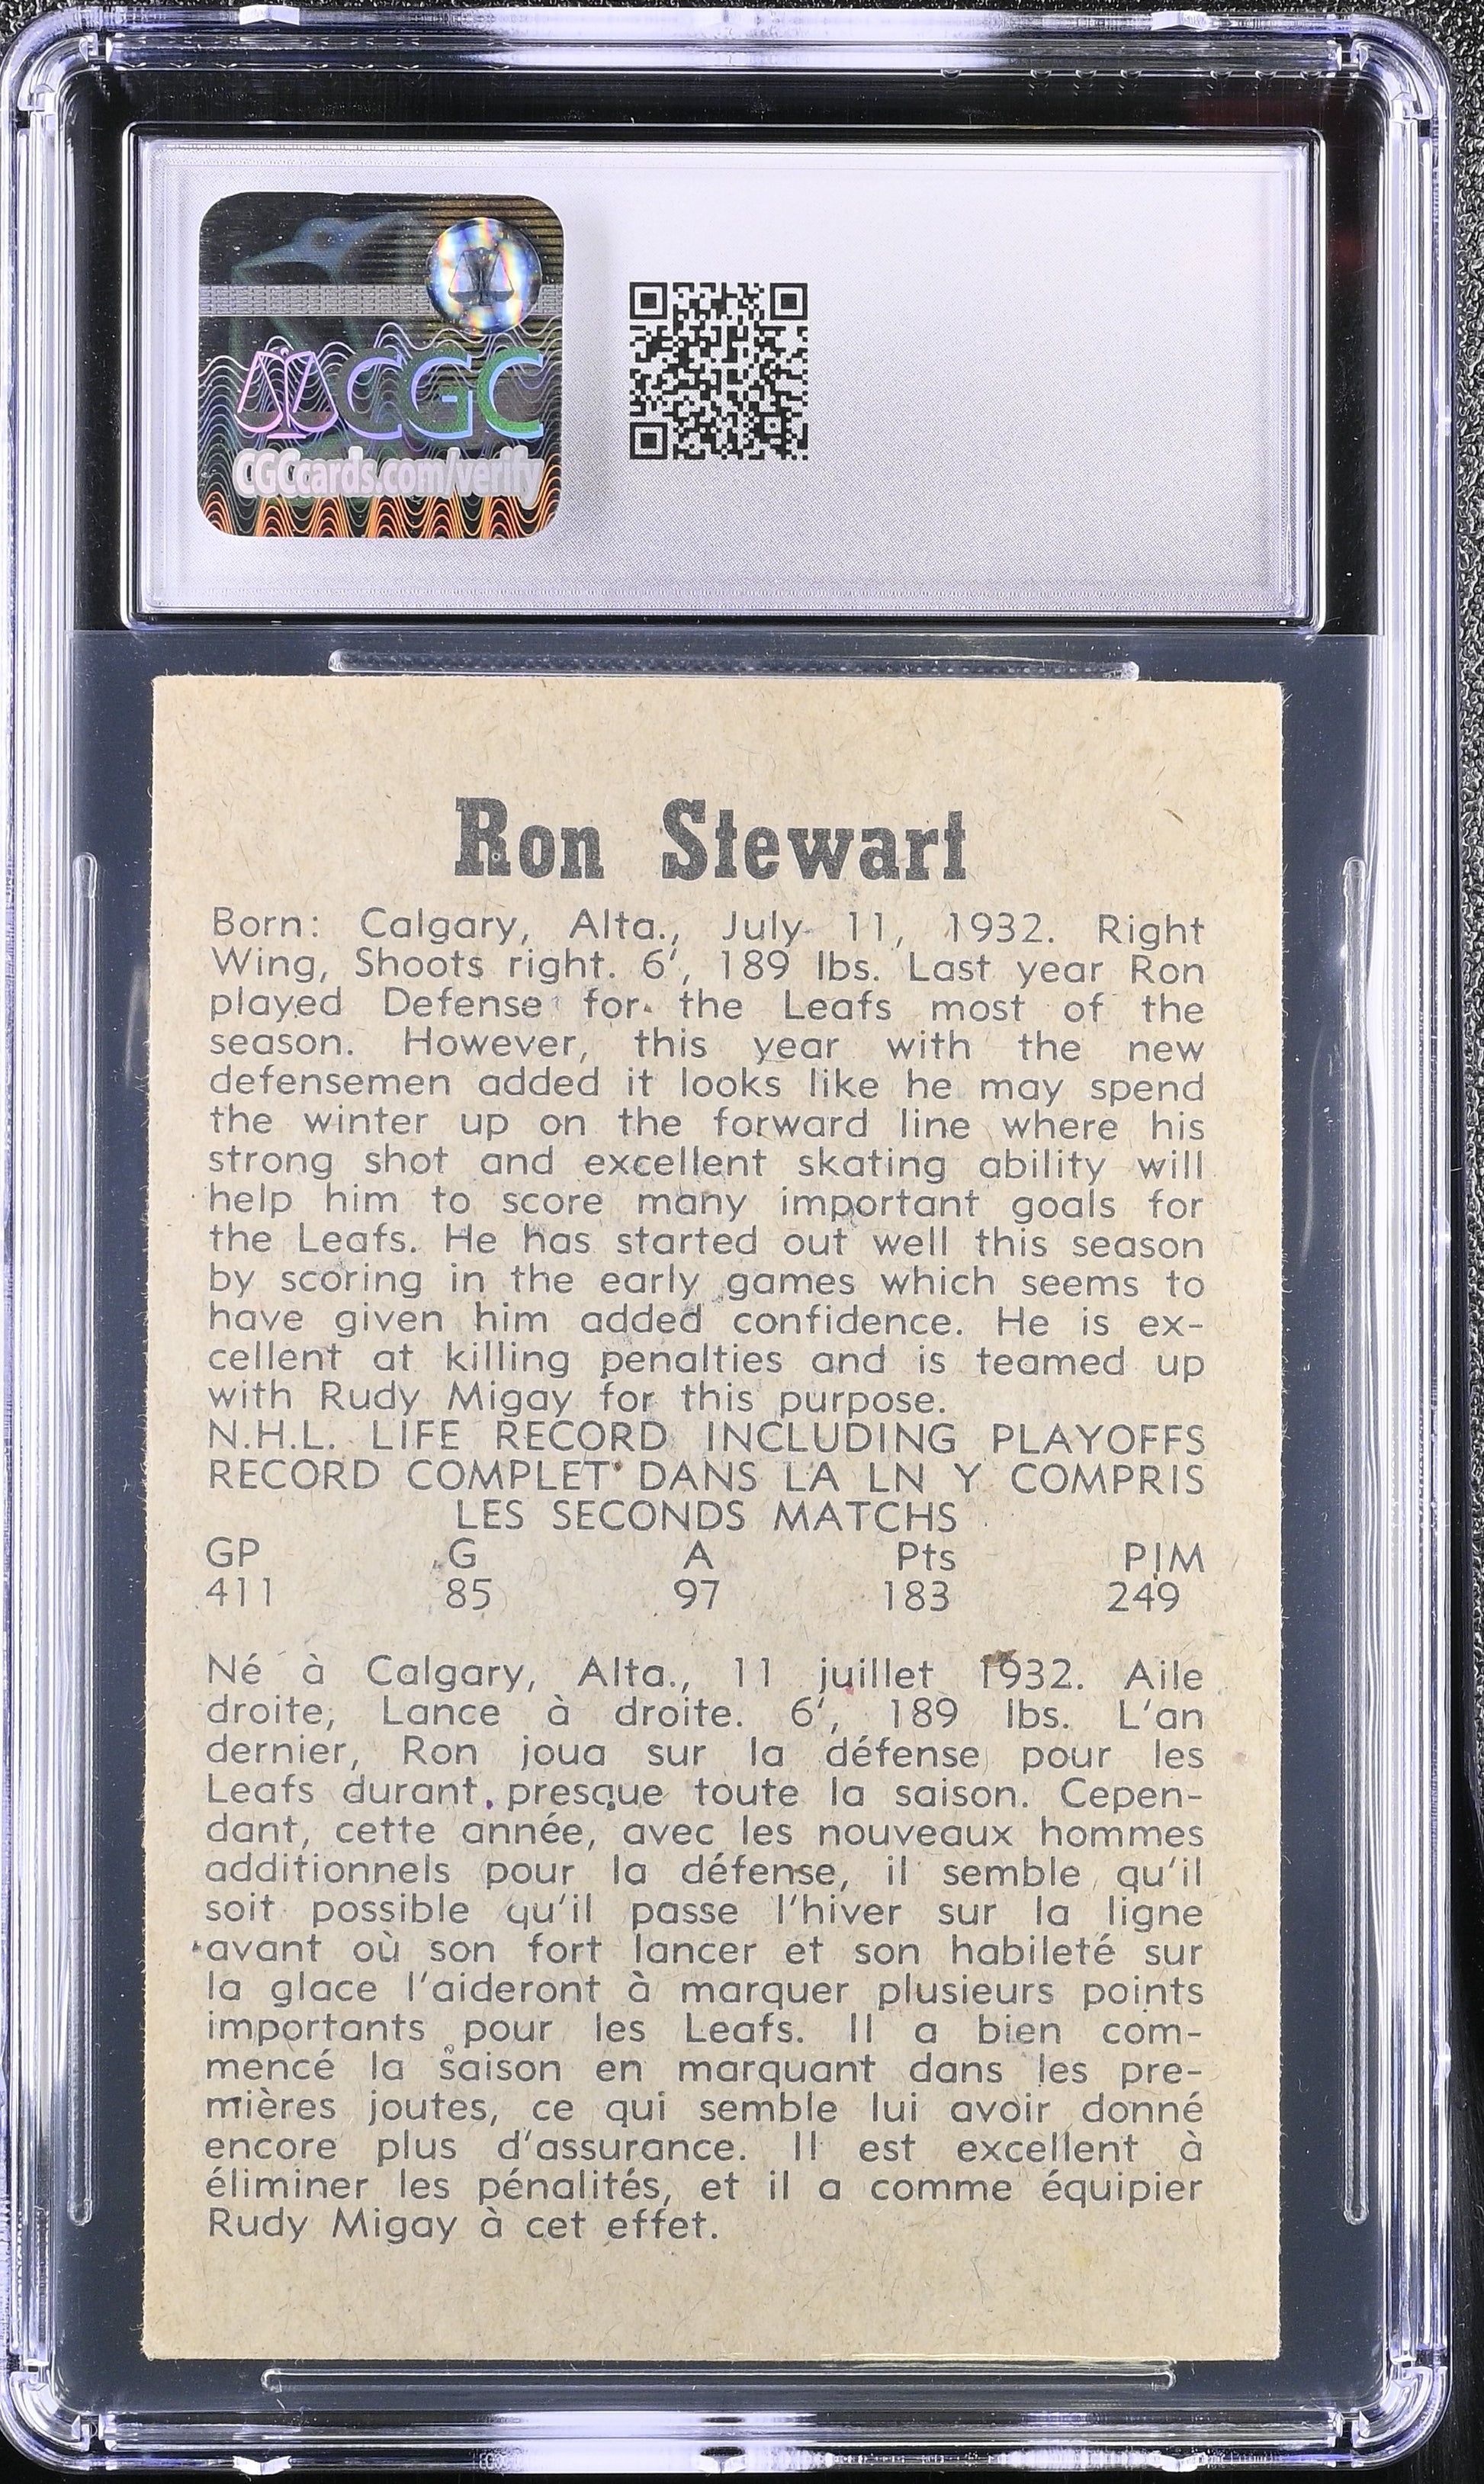 CGC
CGCcards.com/verify
Ron Stewart
Born: Calgary, Alta., July 11, 1932. Right
Wing, Shoots right. 6', 189 lbs. Last year Ron
played Defense for the Leafs most of the
season. However, this year with the new
defensemen added it looks like he may spend
the winter up on the forward line where his
strong shot and excellent skating ability will
help him to score many important goals for
the Leafs. He has started out well this season
by scoring in the early games which seems to
have given him added confidence. He is ex-
cellent at killing penalties and is teamed up
with Rudy Migay for this purpose.
N.H.L. LIFE RECORD INCLUDING PLAYOFFS
RECORD COMPLET DANS LA LN Y COMPRIS
LES SECONDS MATCHS
GP G A Pts PIM
411 85 97 183 249
Né à Calgary, Alta., 11 juillet 1932. Aile
droite, Lance à droite. 6', 189 lbs. L'an
dernier, Ron joua sur la défense pour les
Leafs durant presque toute la saison. Cepen-
dant, cette année, avec les nouveaux hommes
additionnels pour la défense, il semble qu'il
soit possible qu'il passe l'hiver sur la ligne
avant où son fort lancer et son habileté sur
la glace l'aideront à marquer plusieurs points
importants pour les Leafs. Il a bien com-
mencé la saison en marquant dans les pre-
mières joutes, ce qui semble lui avoir donné
encore plus d'assurance. Il est excellent à
éliminer les pénalités, et il a comme équipier
Rudy Migay à cet effet.